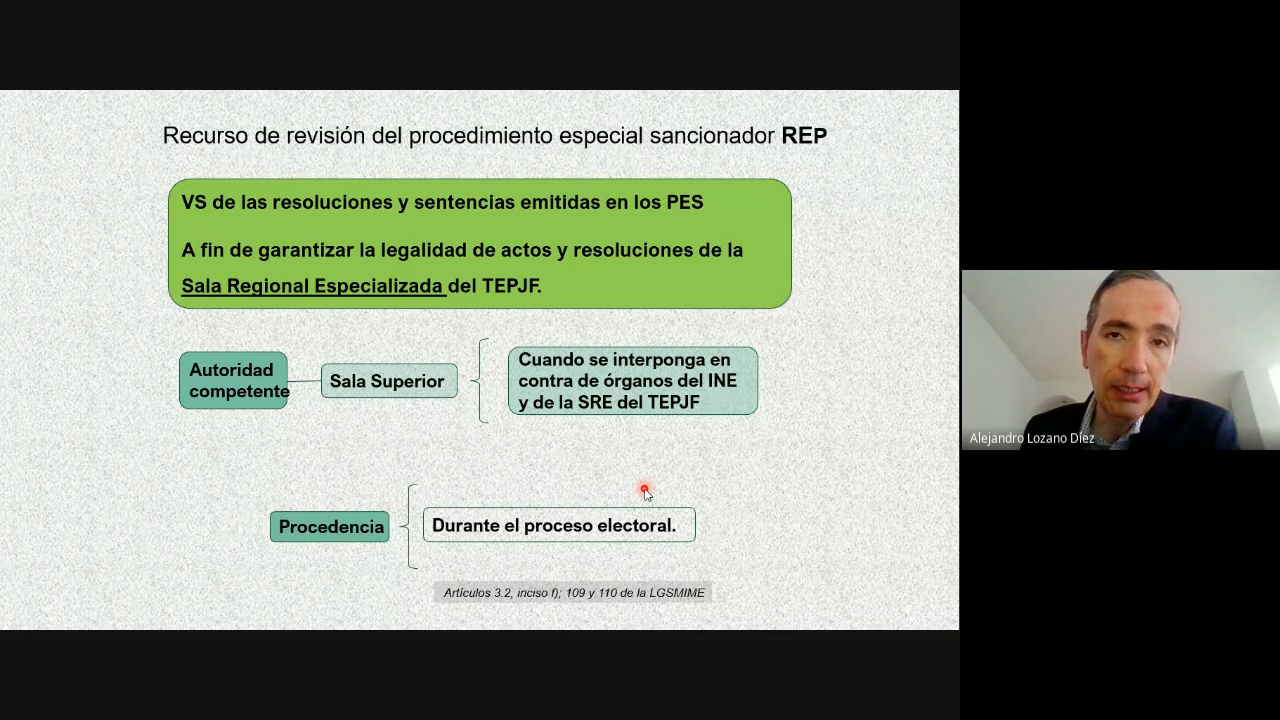 Recurso de revisión del procedimiento especial sancionador REP
VS de las resoluciones y sentencias emitidas en los PES
A fin de garantizar la legalidad de actos y resoluciones de la
Sala Regional Especializada del TEPJF.
Autoridad
competente
Sala Superior
Cuando se interponga en
contra de órganos del INE
y de la SRE del TEPJF
Procedencia
Durante el proceso electoral.
Artículos 3.2, inciso f); 109 y 110 de la LGSMIME
Alejandro Lozano Díez